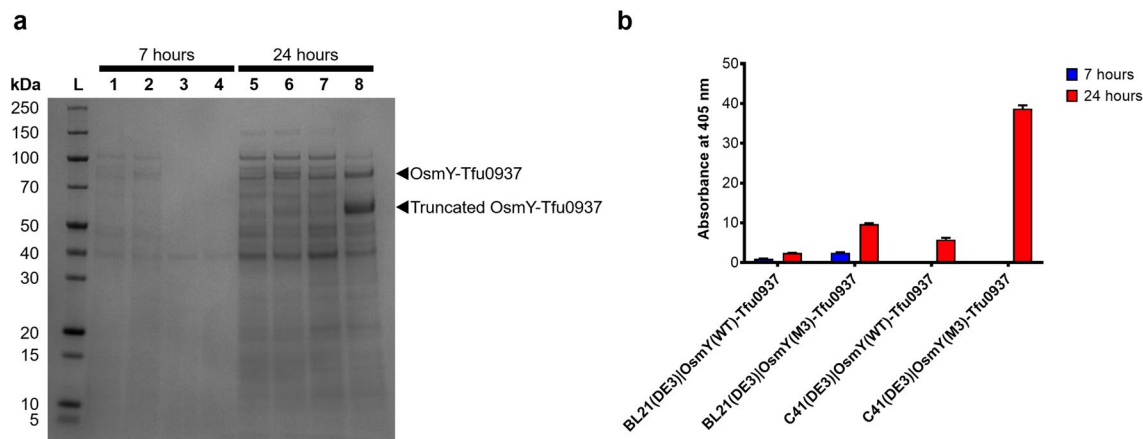 a
7 hours 24 hours
kDa L 1 2 3 4 5 6 7 8
250
150
100
70
50
40
30
20
15
10
5
OsmY-Tfu0937
Truncated OsmY-Tfu0937
b
Absorbance at 405 nm
50
40
30
20
10
0
BL21(DE3)|OsmY(WT)-Tfu0937
BL21(DE3)|OsmY(M3)-Tfu0937
C41(DE3)|OsmY(WT)-Tfu0937
C41(DE3)|OsmY(M3)-Tfu0937
7 hours
24 hours